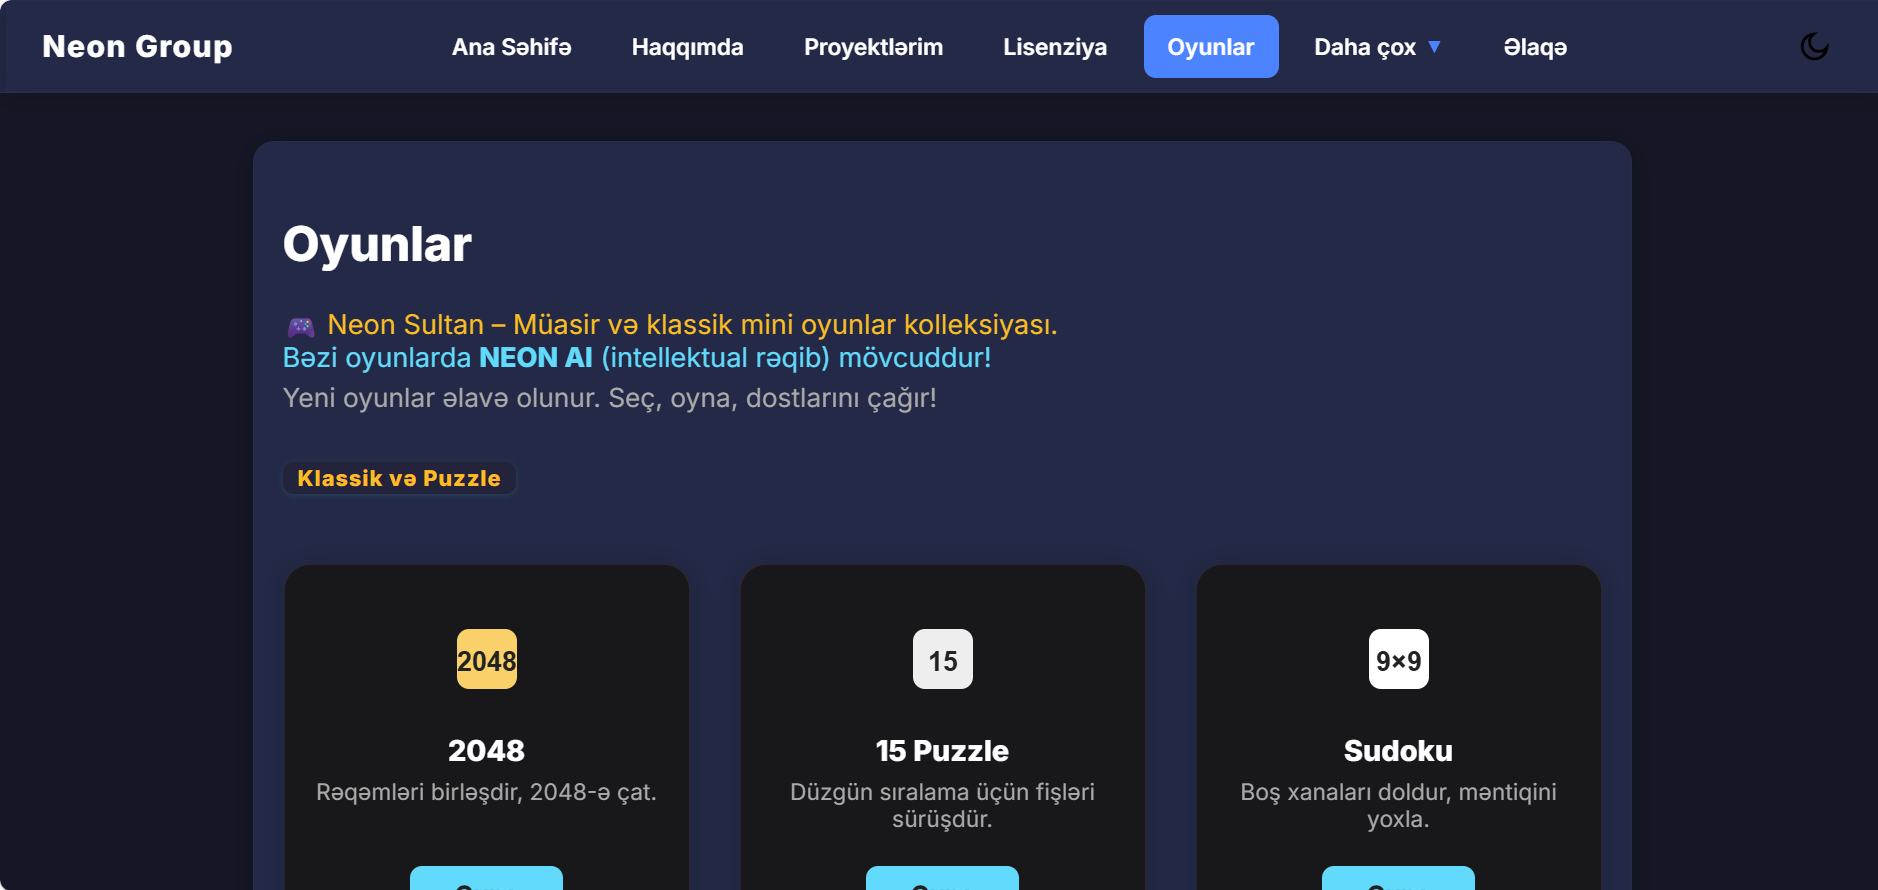 Neon Group
Ana Səhifə
Haqqımda
Proyektlərim
Lisenziya
Oyunlar
Daha çox ▼
Əlaqə
Oyunlar
🎮 Neon Sultan – Müasir və klassik mini oyunlar kolleksiyası.
Bəzi oyunlarda NEON AI (intellektual rəqib) mövcuddur!
Yeni oyunlar əlavə olunur. Seç, oyna, dostlarını çağır!
Klassik və Puzzle
2048
2048
Rəqəmləri birləşdir, 2048-ə çat.
15
15 Puzzle
Düzgün sıralama üçün fişləri
sürüşdür.
9×9
Sudoku
Boş xanaları doldur, məntiqini
yoxla.